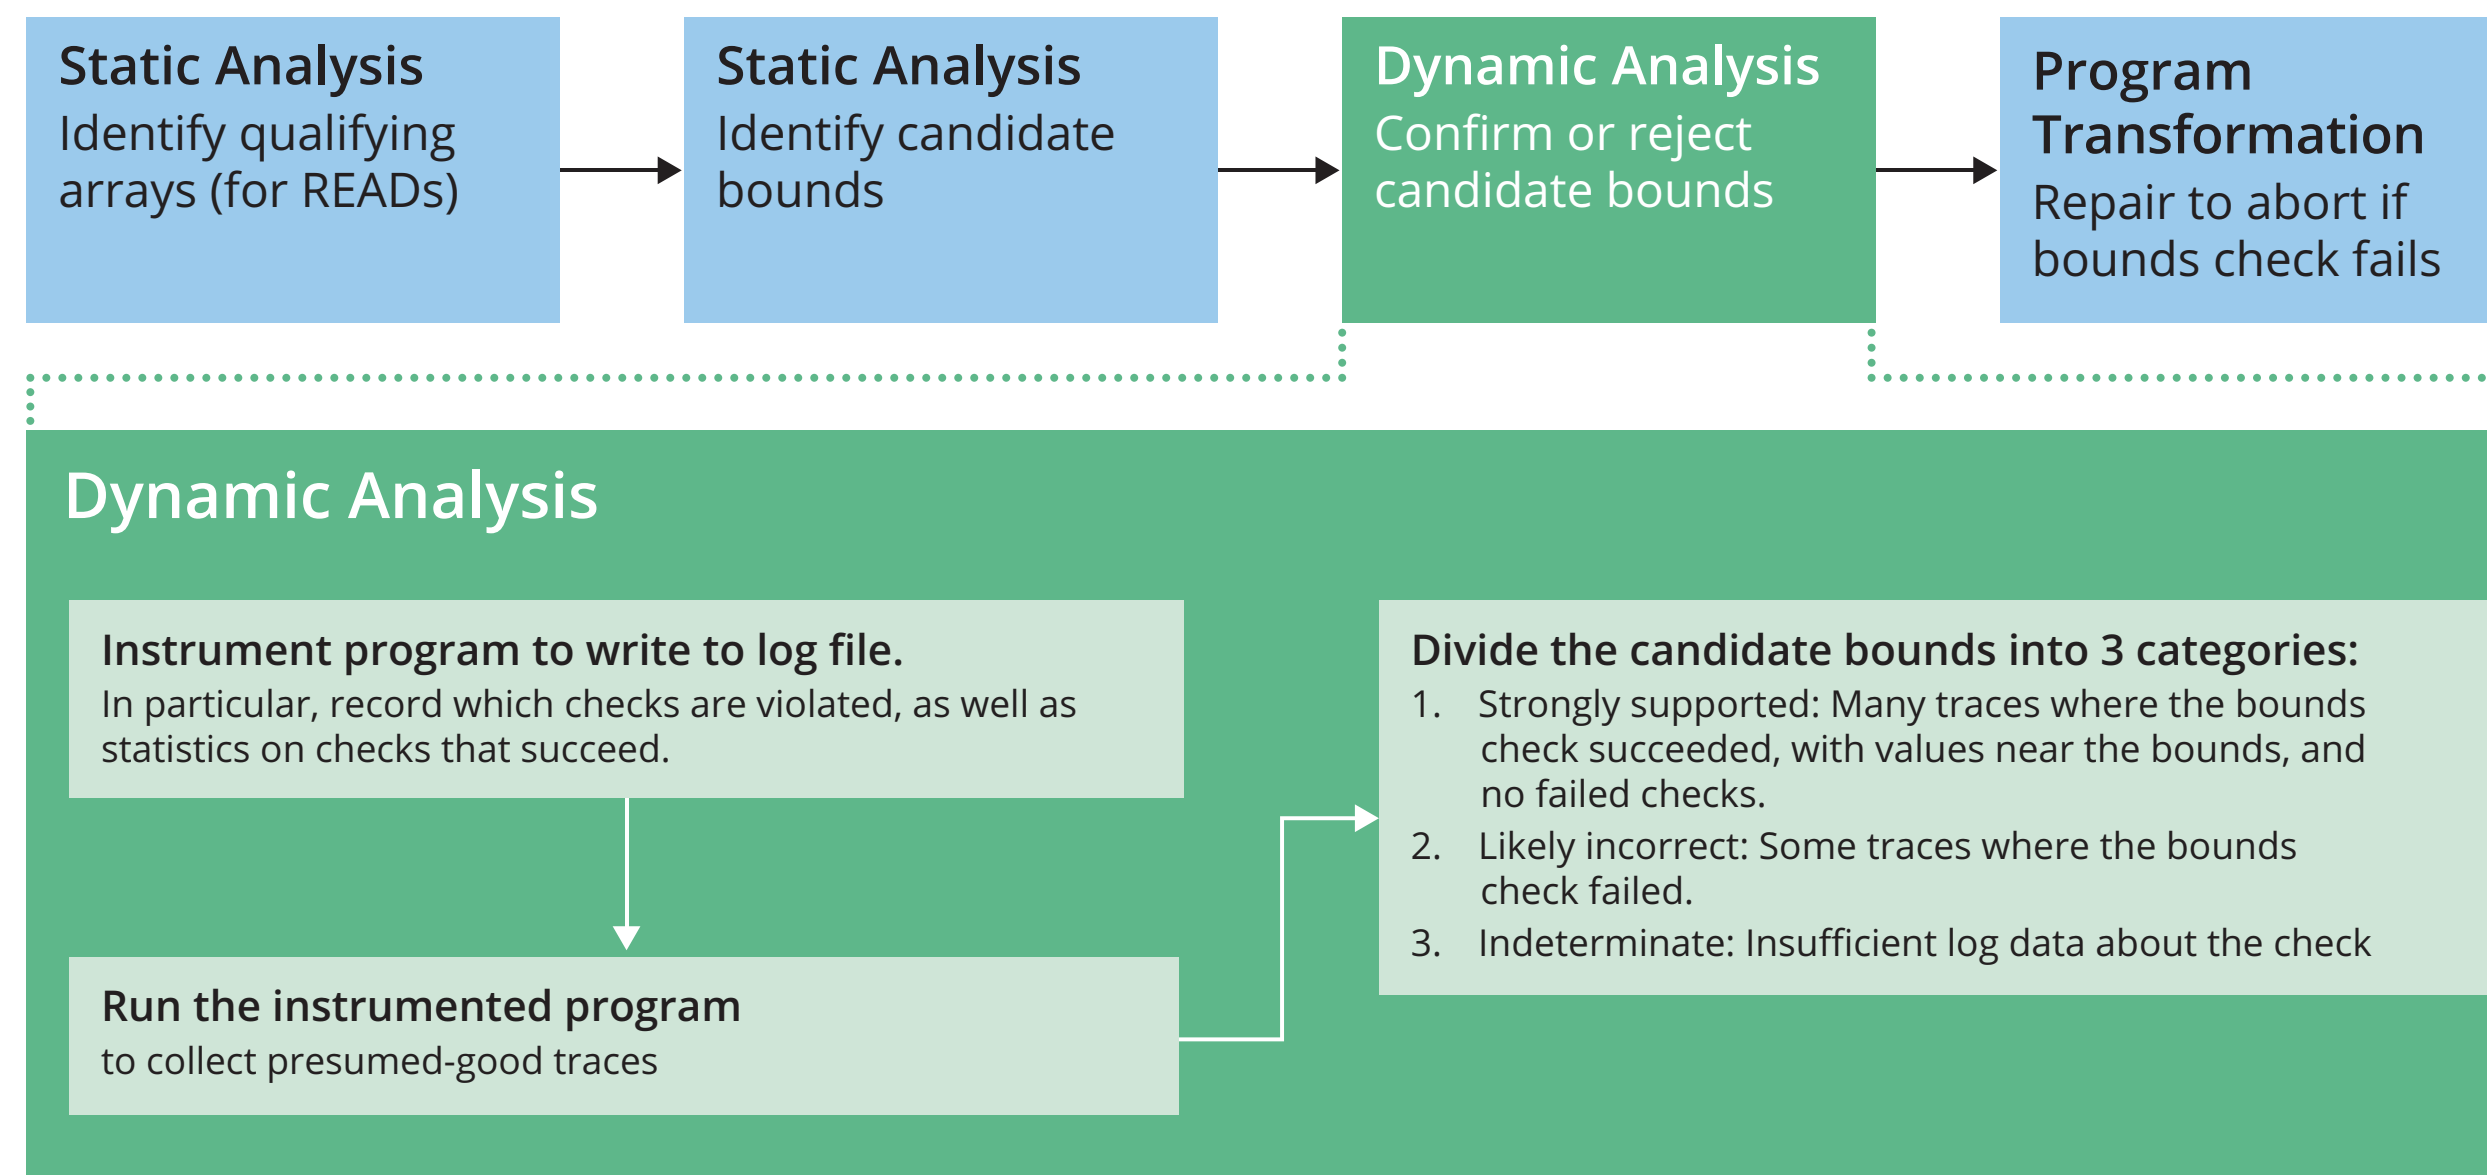 Static Analysis
Identify qualifying
arrays (for READs)
Static Analysis
Identify candidate
bounds
Dynamic Analysis
Confirm or reject
candidate bounds
Program
Transformation
Repair to abort if
bounds check fails
Dynamic Analysis
Instrument program to write to log file.
In particular, record which checks are violated, as well as
statistics on checks that succeed.
Run the instrumented program
to collect presumed-good traces
Divide the candidate bounds into 3 categories:
1. Strongly supported: Many traces where the bounds
check succeeded, with values near the bounds, and
no failed checks.
2. Likely incorrect: Some traces where the bounds
check failed.
3. Indeterminate: Insufficient log data about the check